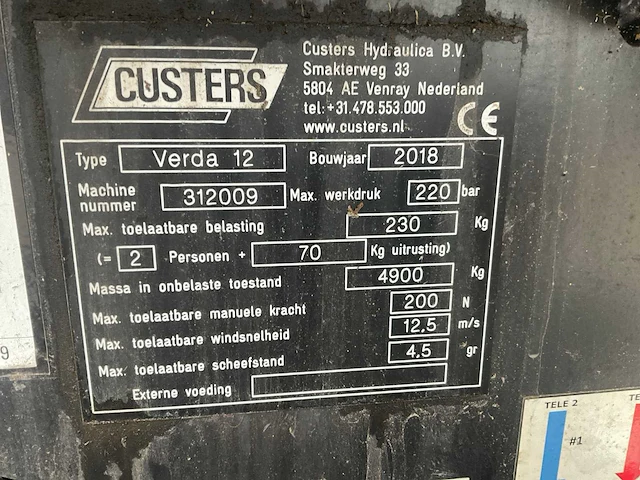 CUSTERS
Custers Hydraulica B.V.
Smakterweg 33
5804 AE Venray Nederland
tel:+31.478.553.000
www.custers.nl
CE
Type Verda 12 Bouwjaar 2018
Machine nummer 312009 Max. werkdruk 220 bar
Max. toelaatbare belasting 230 Kg
(= 2 Personen + 70 Kg uitrusting)
Massa in onbelaste toestand 4900 Kg
Max. toelaatbare manuele kracht 200 N
Max. toelaatbare windsnelheid 12.5 m/s
Max. toelaatbare scheefstand 4.5 gr
Externe voeding
9
TELE 2
#1